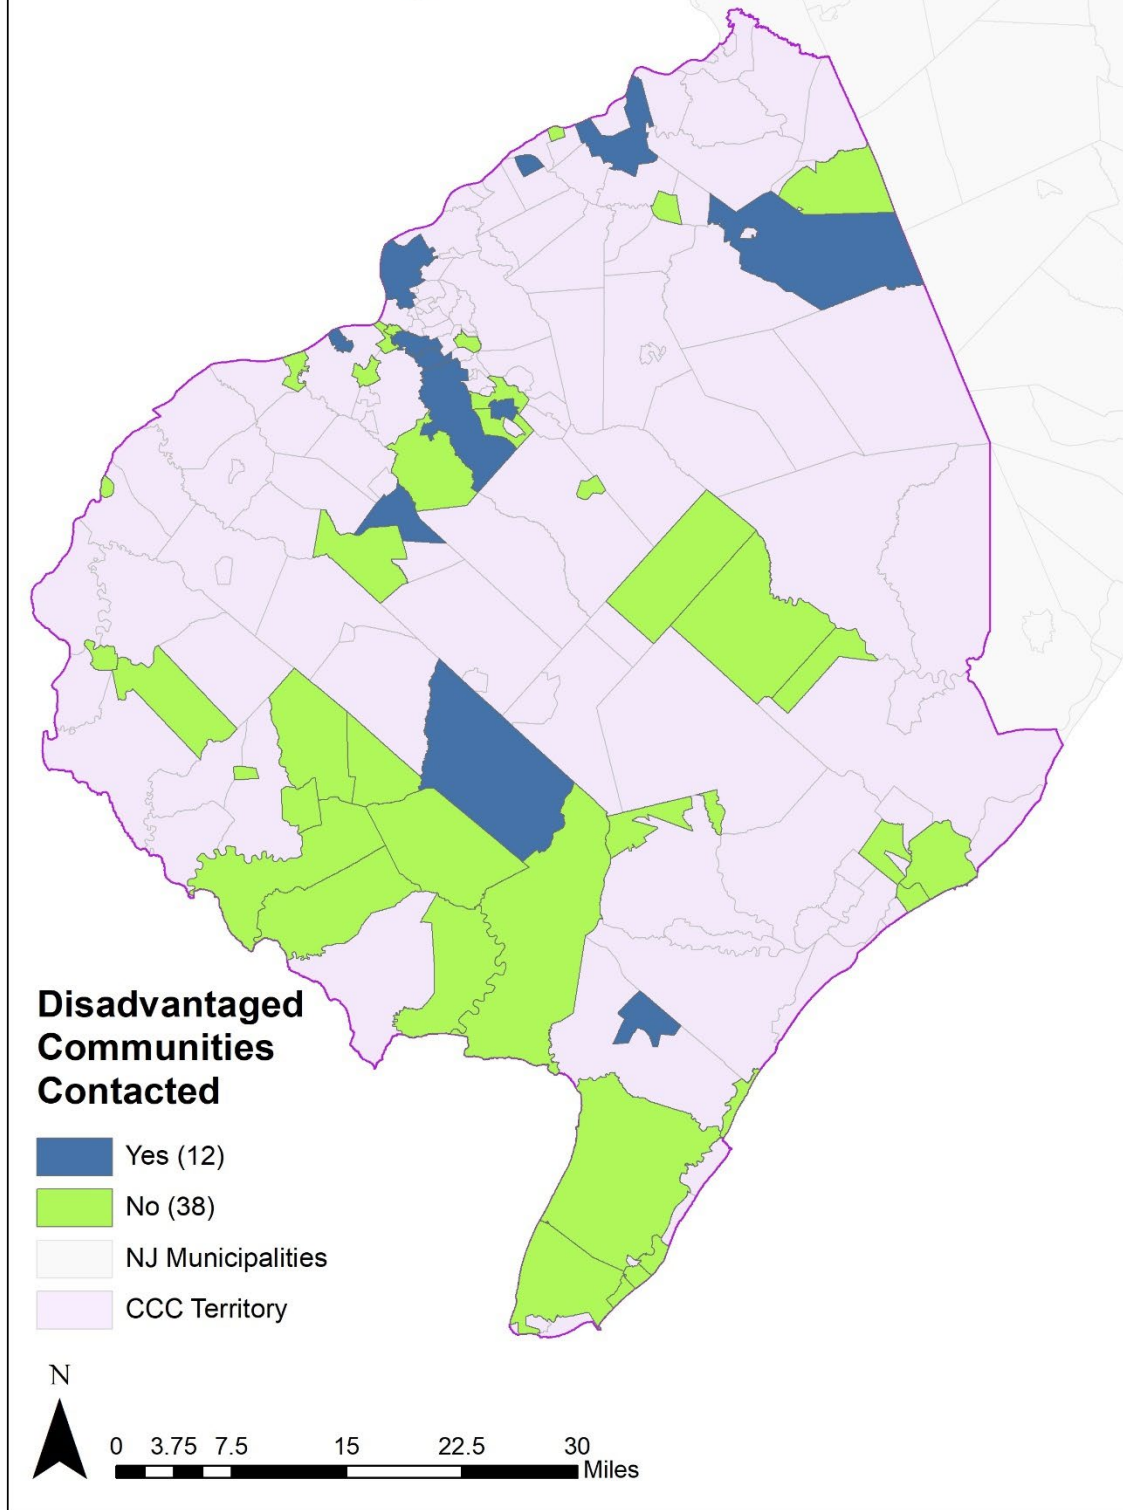 Disadvantaged
Communities
Contacted
Yes (12)
No (38)
NJ Municipalities
CCC Territory
N
0 3.75 7.5 15 22.5 30
Miles